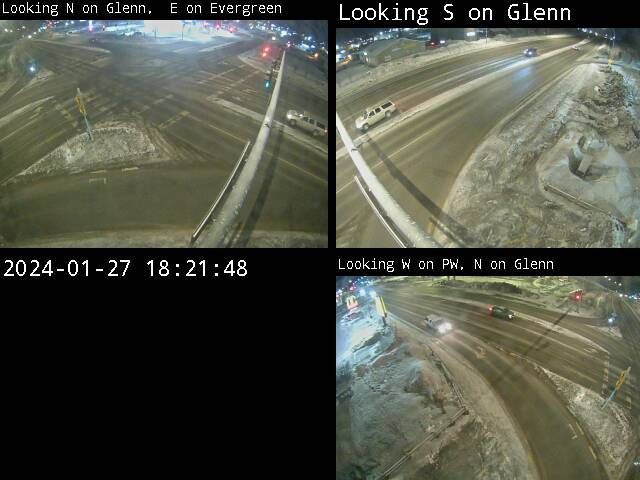 Looking N on Glenn,  E on Evergreen
Looking S on Glenn
2024-01-27 18:21:48
Looking W on PW, N on Glenn